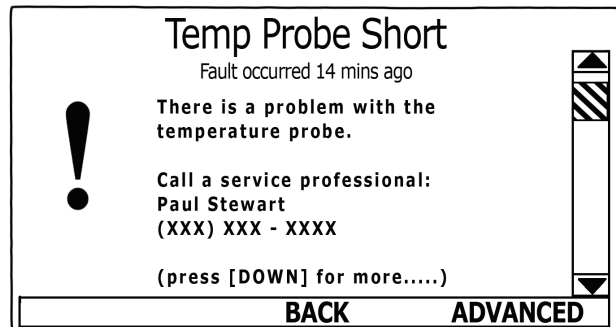 Temp Probe Short
Fault occurred 14 mins ago
There is a problem with the
temperature probe.
Call a service professional:
Paul Stewart
(XXX) XXX - XXXX
(press [DOWN] for more.....)
BACK ADVANCED